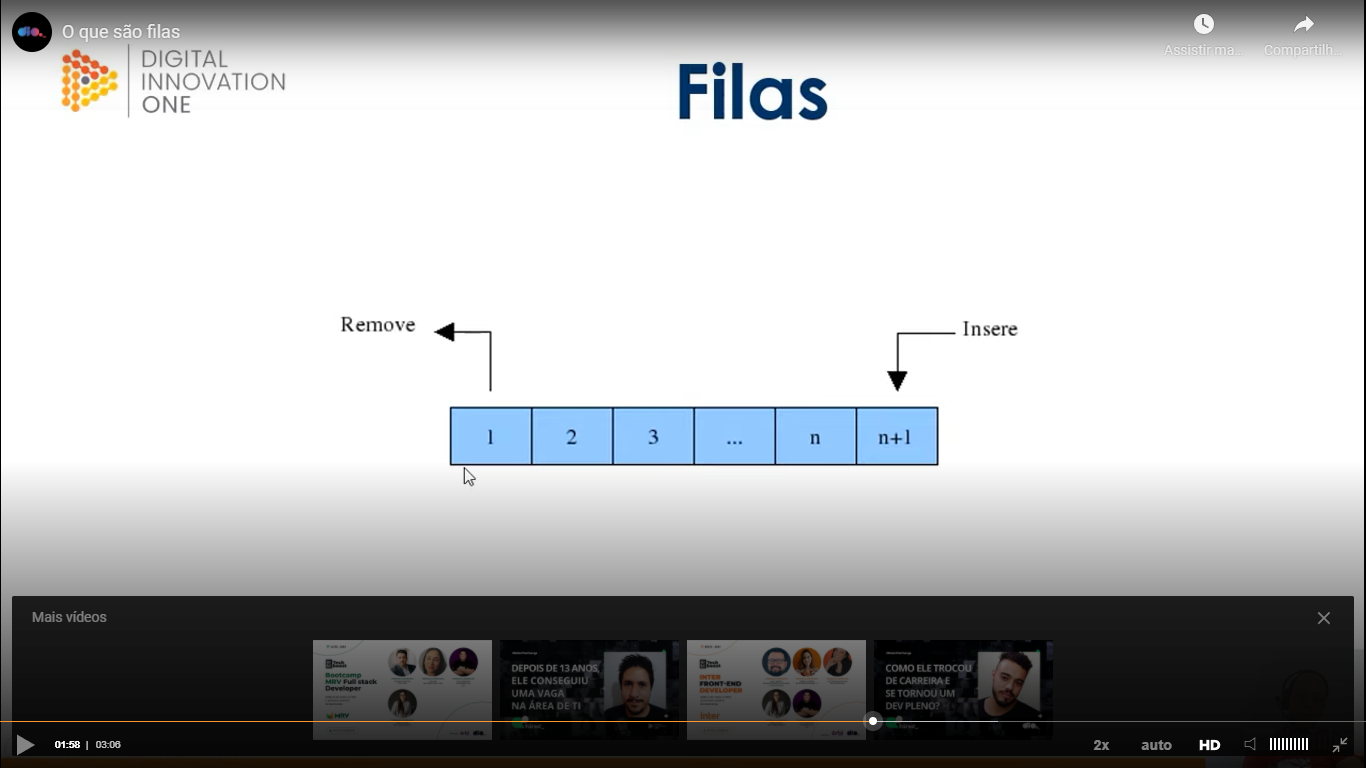 O que são filas
Assistir ma...
Compartilh...
DIGITAL
INNOVATION
ONE
Filas
Remove
Insere
1
2
3
...
n
n+1
Mais vídeos
Bootcamp
MRV Full stack
Developer
MRV
DEPOIS DE 13 ANOS,
ELE CONSEGUIU
UMA VAGA
NA ÁREA DE TI
INTER
FRONT-END
DEVELOPER
inter
COMO ELE TROCOU
DE CARREIRA E
SE TORNOU UM
DEV PLENO?
01:58 | 03:06
2x
auto
HD